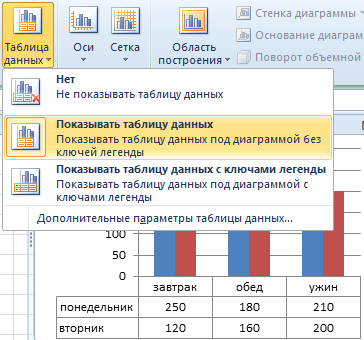 Таблица данных
Оси
Сетка
Область построения
Стенка диаграммы
Основание диаграм
Поворот объемной
Нет
Не показывать таблицу данных
Показывать таблицу данных
Показывать таблицу данных под диаграммой без
ключей легенды
Показывать таблицу данных с ключами легенды
Показывать таблицу данных под диаграммой с
ключами легенды
Дополнительные параметры таблицы данных...
100
50
0
завтрак обед ужин
понедельник 250 180 210
вторник 120 160 200